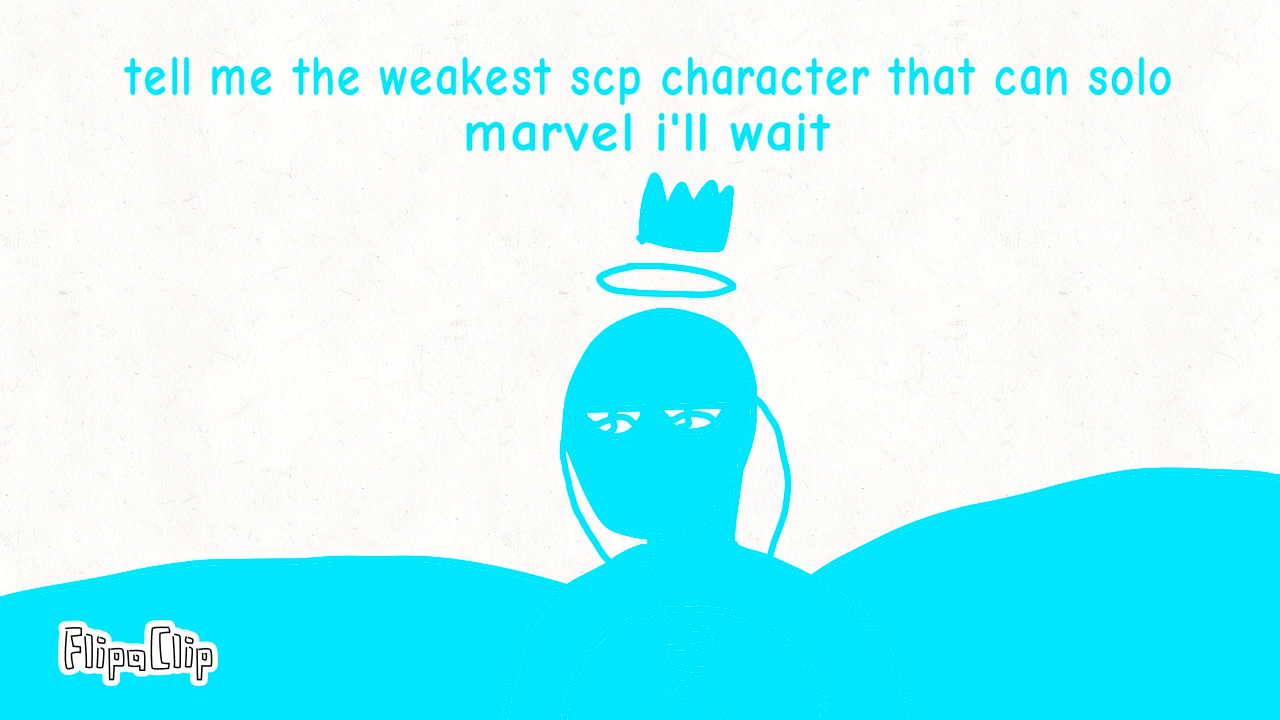 tell me the weakest scp character that can solo
marvel i'll wait
FlipaClip